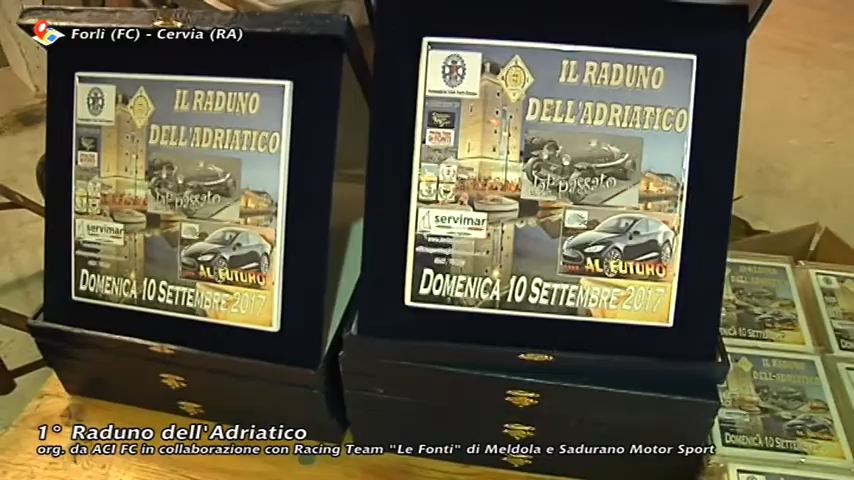 Forlì (FC) - Cervia (RA)
IL RADUNO
DELL'ADRIATICO
dal passato
servimar
... AL FUTURO
DOMENICA 10 SETTEMBRE 2017
IL RADUNO
DELL'ADRIATICO
dal passato
servimar
... AL FUTURO
DOMENICA 10 SETTEMBRE 2017
1° Raduno dell'Adriatico
org. da ACI FC in collaborazione con Racing Team "Le Fonti" di Meldola e Sadurano Motor Sport